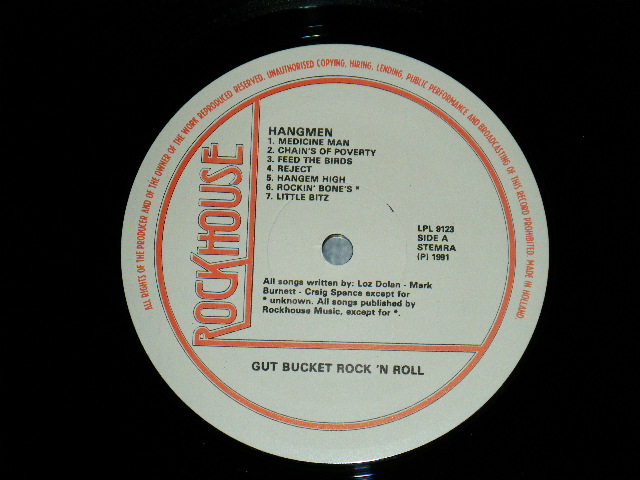 ALL RIGHTS OF THE PRODUCER AND OF THE OWNER OF THE WORK REPRODUCED RESERVED. UNAUTHORISED COPYING, HIRING, LENDING, PUBLIC PERFORMANCE AND BROADCASTING OF THIS RECORD PROHIBITED. MADE IN HOLLAND
ROCKHOUSE
HANGMEN
1. MEDICINE MAN
2. CHAIN'S OF POVERTY
3. FEED THE BIRDS
4. REJECT
5. HANGEM HIGH
6. ROCKIN' BONE'S *
7. LITTLE BITZ
LPL 9123
SIDE A
STEMRA
(P) 1991
All songs written by: Loz Dolan - Mark
Burnett - Craig Spence except for
* unknown. All songs published by
Rockhouse Music, except for *.
GUT BUCKET ROCK 'N ROLL